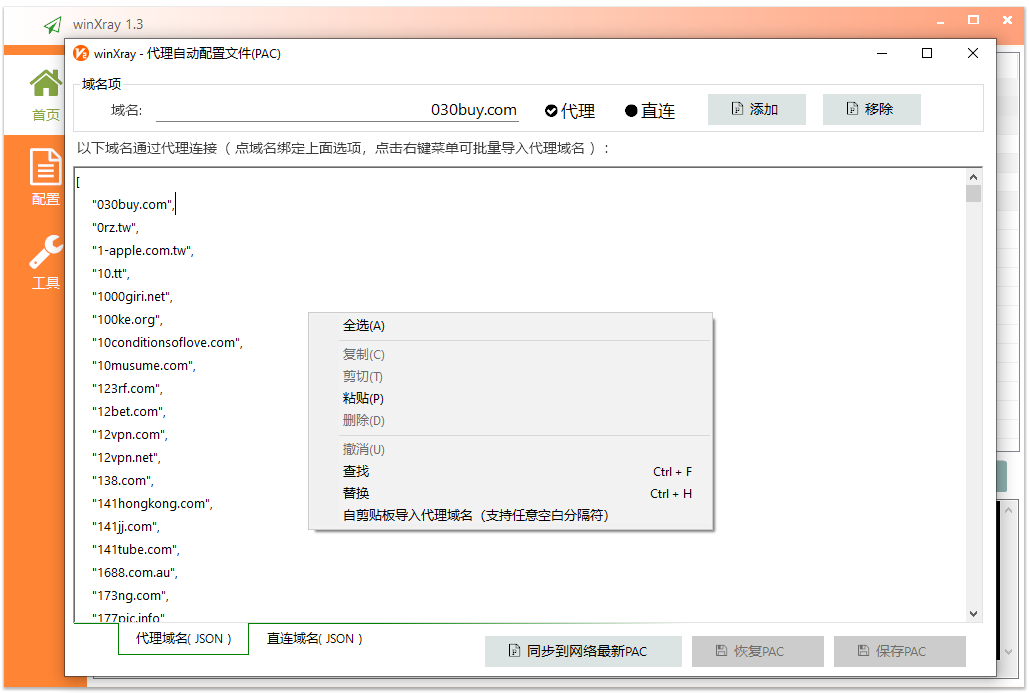 winXray 1.3
winXray - 代理自动配置文件(PAC)
首页
配置
工具
域名项
域名: 030buy.com 代理 直连 添加 移除
以下域名通过代理连接（ 点域名绑定上面选项，点击右键菜单可批量导入代理域名 ）：
[
"030buy.com",
"0rz.tw",
"1-apple.com.tw",
"10.tt",
"1000giri.net",
"100ke.org",
"10conditionsoflove.com",
"10musume.com",
"123rf.com",
"12bet.com",
"12vpn.com",
"12vpn.net",
"138.com",
"141hongkong.com",
"141jj.com",
"141tube.com",
"1688.com.au",
"173ng.com",
"177pic.info"
全选(A)
复制(C)
剪切(T)
粘贴(P)
删除(D)
撤消(U)
查找 Ctrl + F
替换 Ctrl + H
自剪贴板导入代理域名（支持任意空白分隔符）
代理域名( JSON ) 直连域名( JSON )
同步到网络最新PAC 恢复PAC 保存PAC